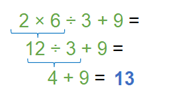 2 × 6 ÷ 3 + 9 =
12 ÷ 3 + 9 =
4 + 9 = 13